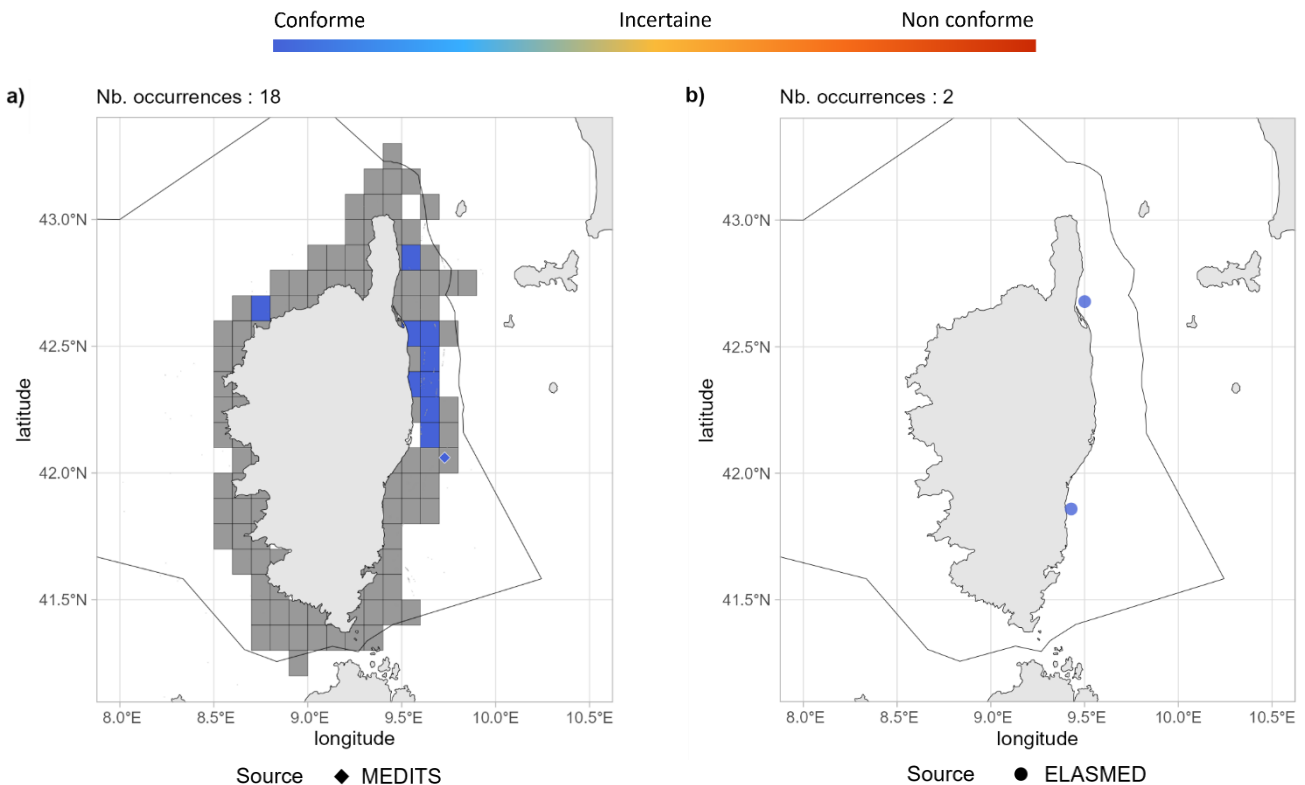 Conforme Incertaine Non conforme
a) Nb. occurrences : 18
43.0°N
42.5°N
42.0°N
41.5°N
latitude
8.0°E 8.5°E 9.0°E 9.5°E 10.0°E 10.5°E
longitude
Source ◆ MEDITS
b) Nb. occurrences : 2
43.0°N
42.5°N
42.0°N
41.5°N
latitude
8.0°E 8.5°E 9.0°E 9.5°E 10.0°E 10.5°E
longitude
Source ● ELASMED